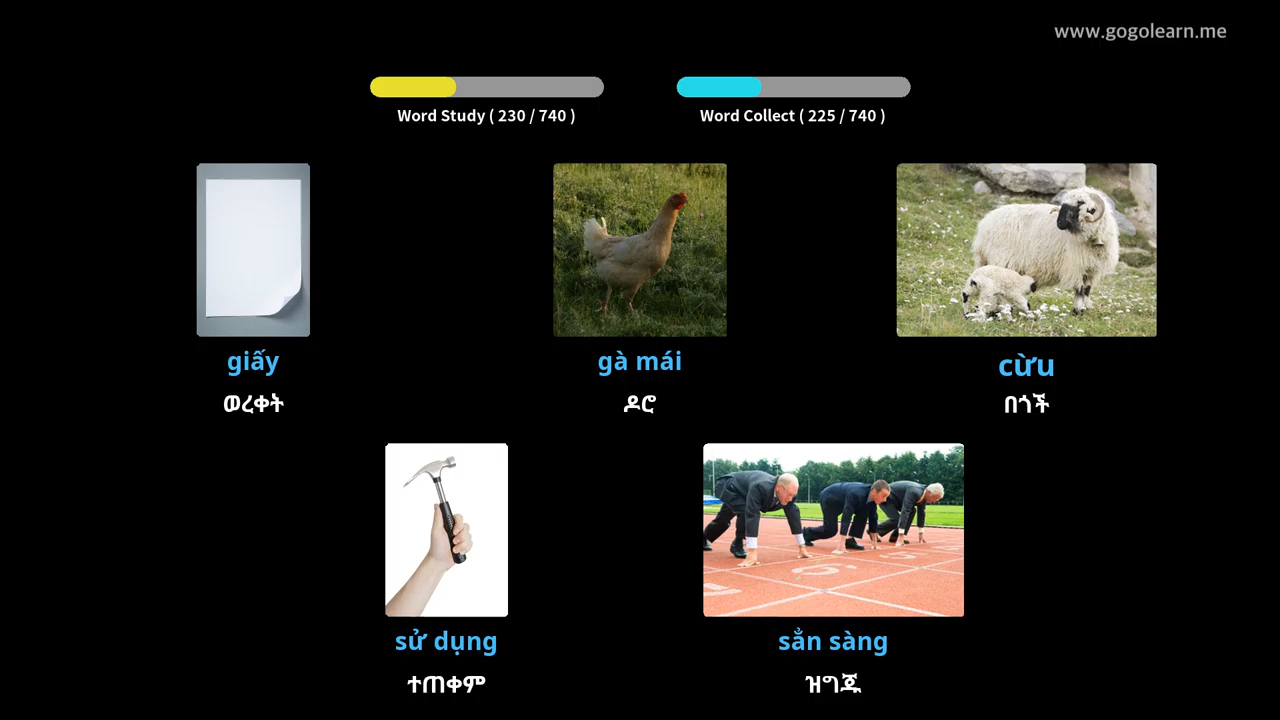 www.gogolearn.me
Word Study ( 230 / 740 )
Word Collect ( 225 / 740 )
giấy
gà mái
cừu
ወረቀት
ዶሮ
በጎች
sử dụng
sẳn sàng
ተጠቀም
ዝግጁ